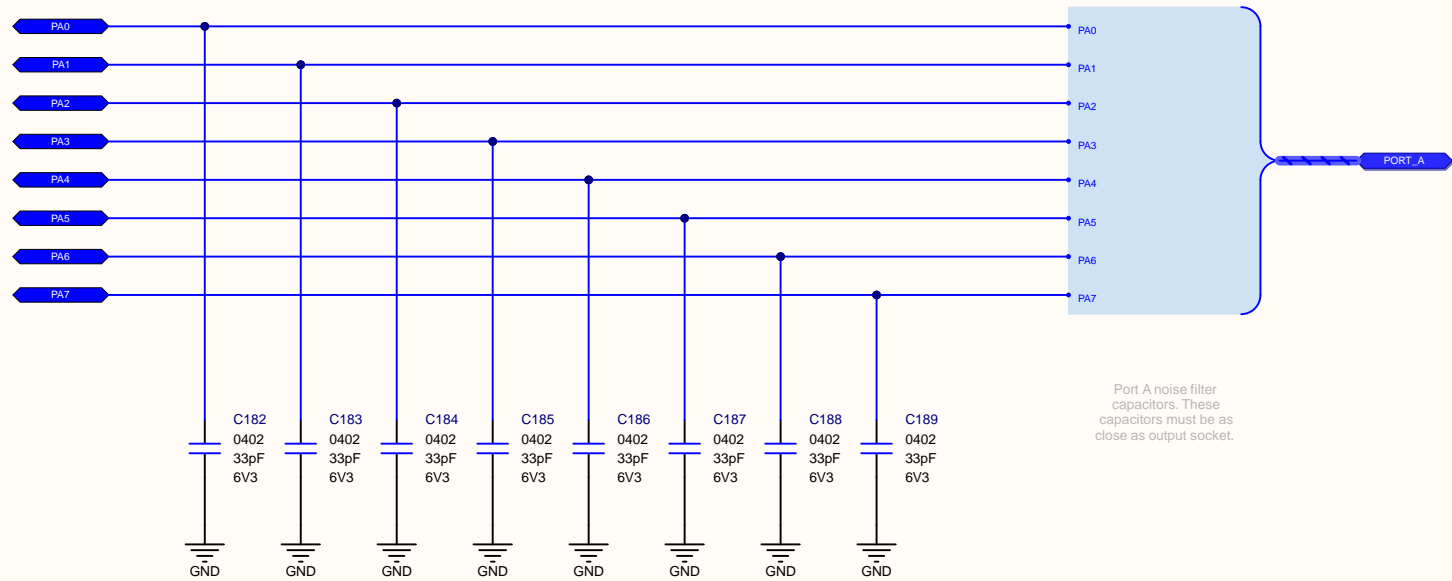 PA0
PA0
PA1
PA1
PA2
PA2
PA3
PA3
PORT_A
PA4
PA4
PA5
PA5
PA6
PA6
PA7
PA7
Port A noise filter
capacitors. These
capacitors must be as
close as output socket.
C182
0402
33pF
6V3
C183
0402
33pF
6V3
C184
0402
33pF
6V3
C185
0402
33pF
6V3
C186
0402
33pF
6V3
C187
0402
33pF
6V3
C188
0402
33pF
6V3
C189
0402
33pF
6V3
GND
GND
GND
GND
GND
GND
GND
GND